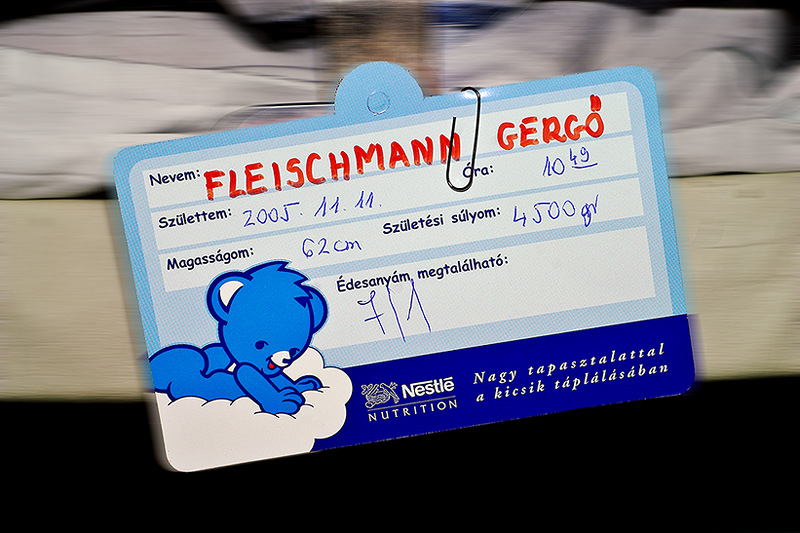 Nevem: FLEISCHMANN GERGŐ
Születtem: 2005. 11. 11. Óra: 10 49
Magasságom: 62 cm Születési súlyom: 4500 gr
Édesanyám megtalálható:
7/1
Nestlé
NUTRITION
Nagy tapasztalattal
a kicsik táplálásában